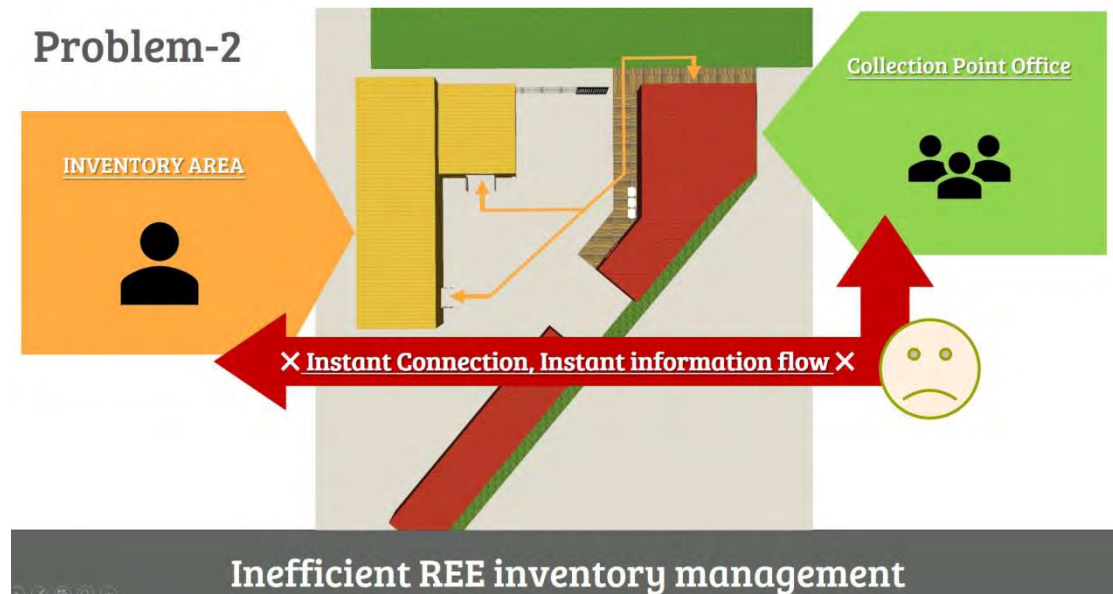 Problem-2
Collection Point Office
INVENTORY AREA
× Instant Connection, Instant information flow ×
Inefficient REE inventory management